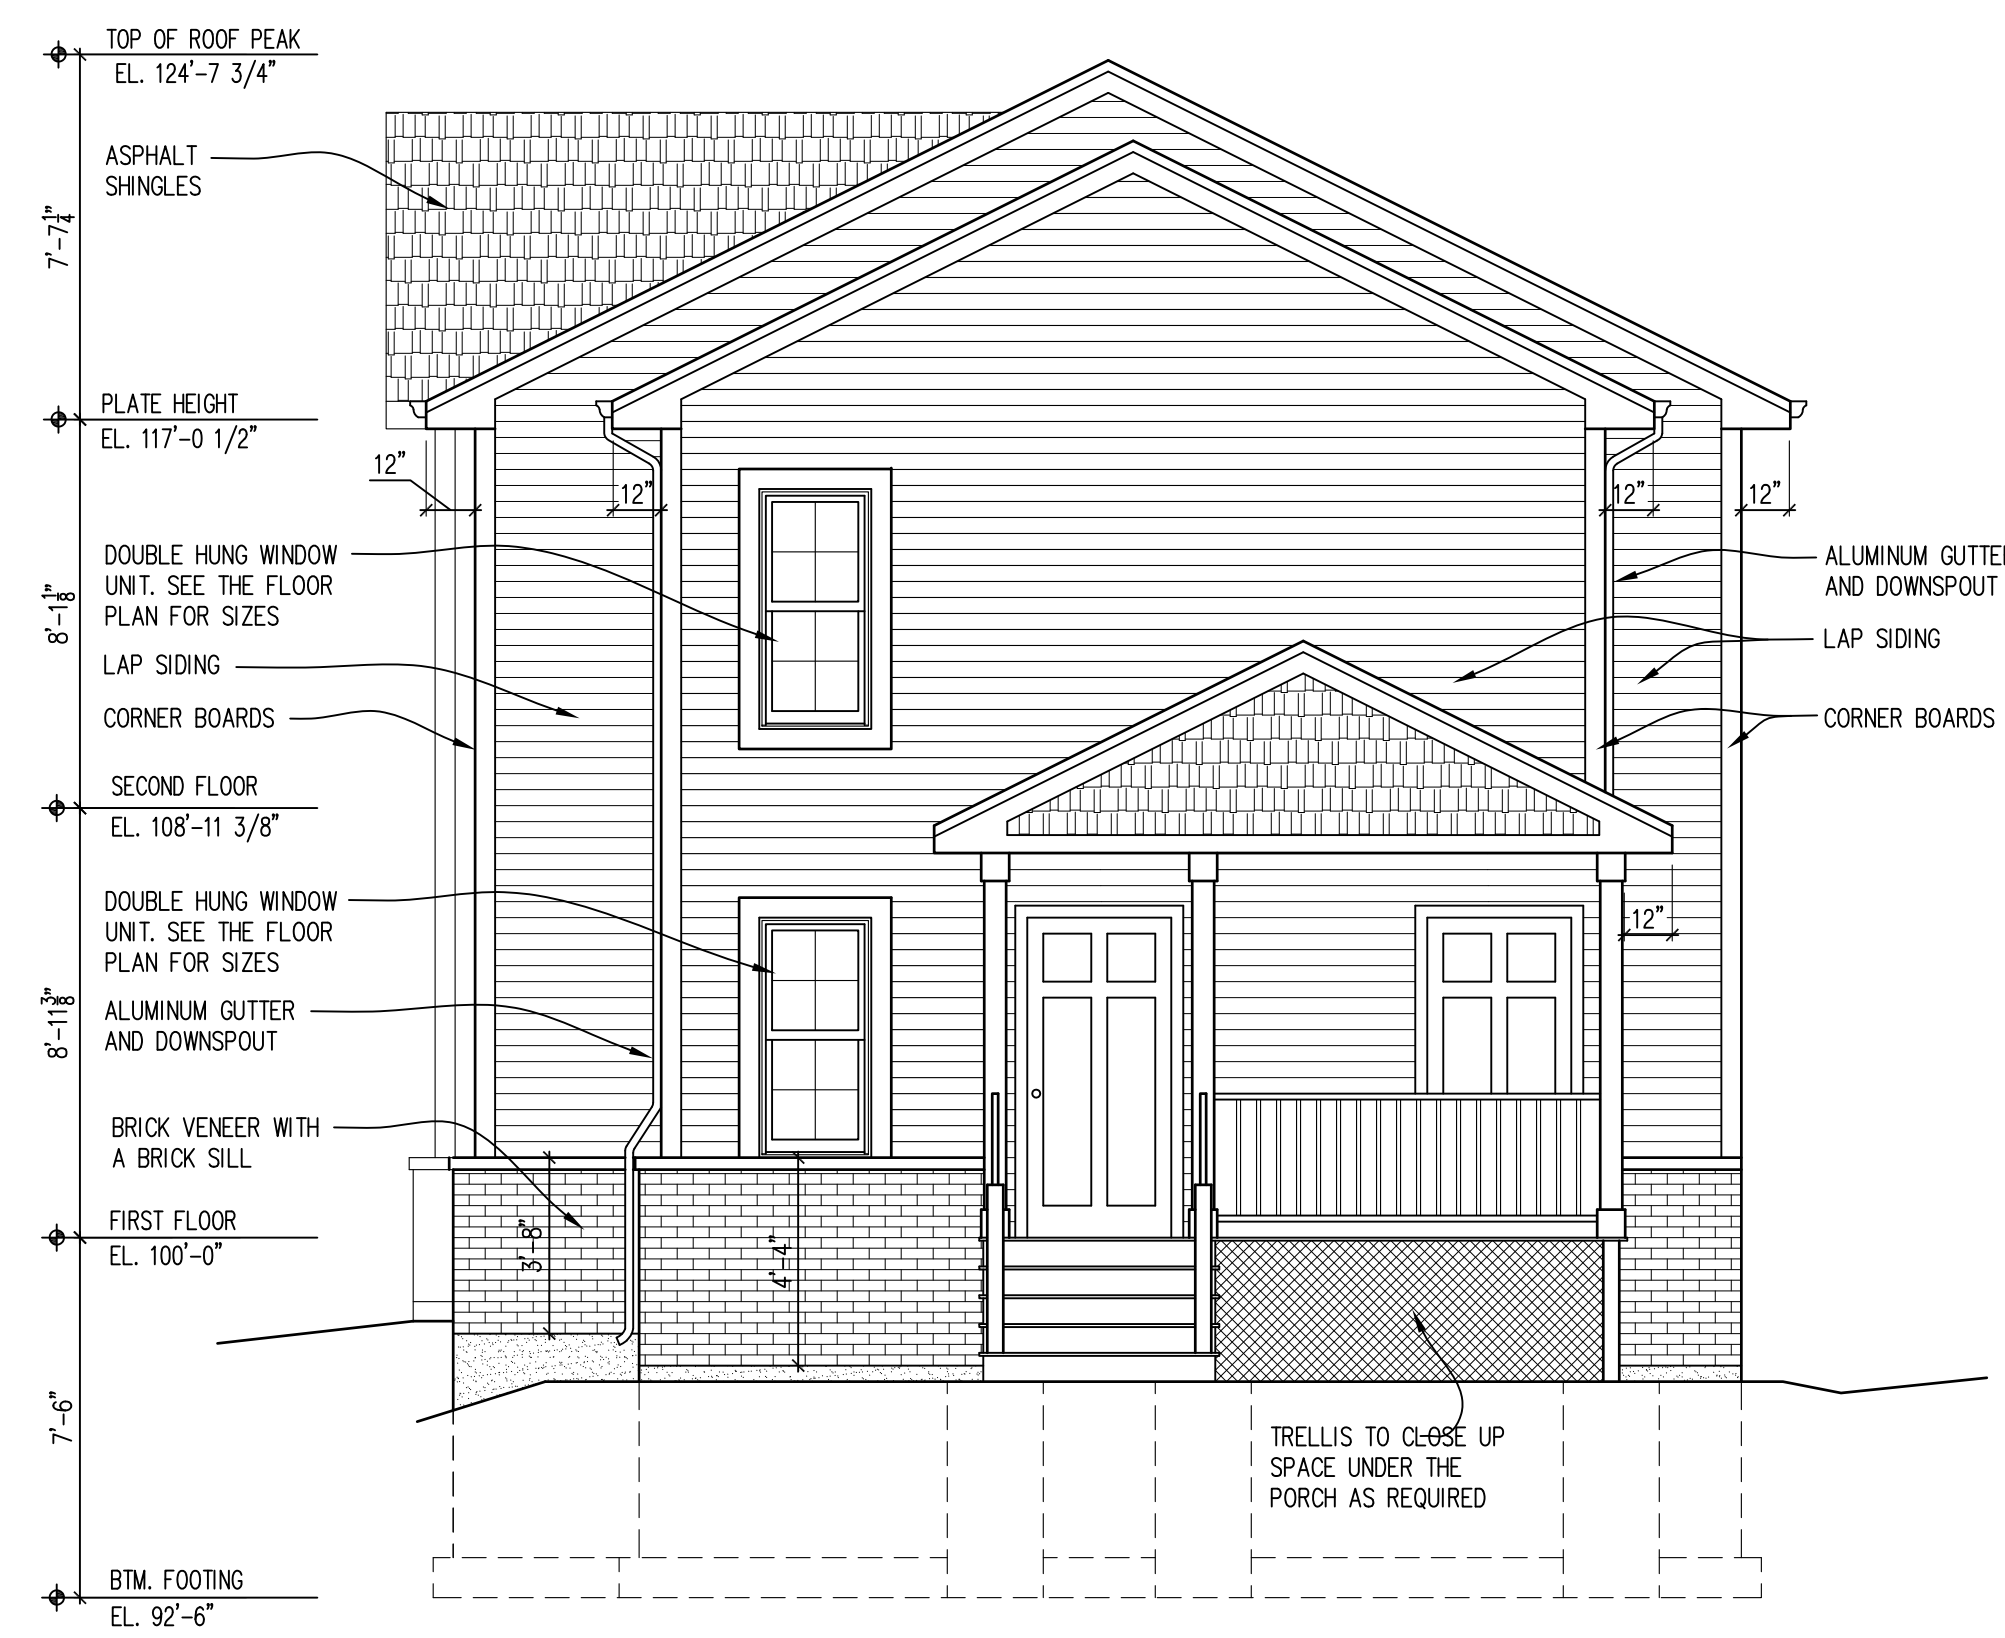 TOP OF ROOF PEAK
EL. 124'-7 3/4"
ASPHALT
SHINGLES
7'-7 1/4"
PLATE HEIGHT
EL. 117'-0 1/2"
12"
12"
12"
12"
DOUBLE HUNG WINDOW
UNIT. SEE THE FLOOR
PLAN FOR SIZES
8'-1 1/8"
LAP SIDING
CORNER BOARDS
ALUMINUM GUTTER
AND DOWNSPOUT
LAP SIDING
CORNER BOARDS
SECOND FLOOR
EL. 108'-11 3/8"
DOUBLE HUNG WINDOW
UNIT. SEE THE FLOOR
PLAN FOR SIZES
12"
8'-11 3/8"
ALUMINUM GUTTER
AND DOWNSPOUT
BRICK VENEER WITH
A BRICK SILL
FIRST FLOOR
EL. 100'-0"
3'-8"
4'-4"
7'-6"
TRELLIS TO CLOSE UP
SPACE UNDER THE
PORCH AS REQUIRED
BTM. FOOTING
EL. 92'-6"